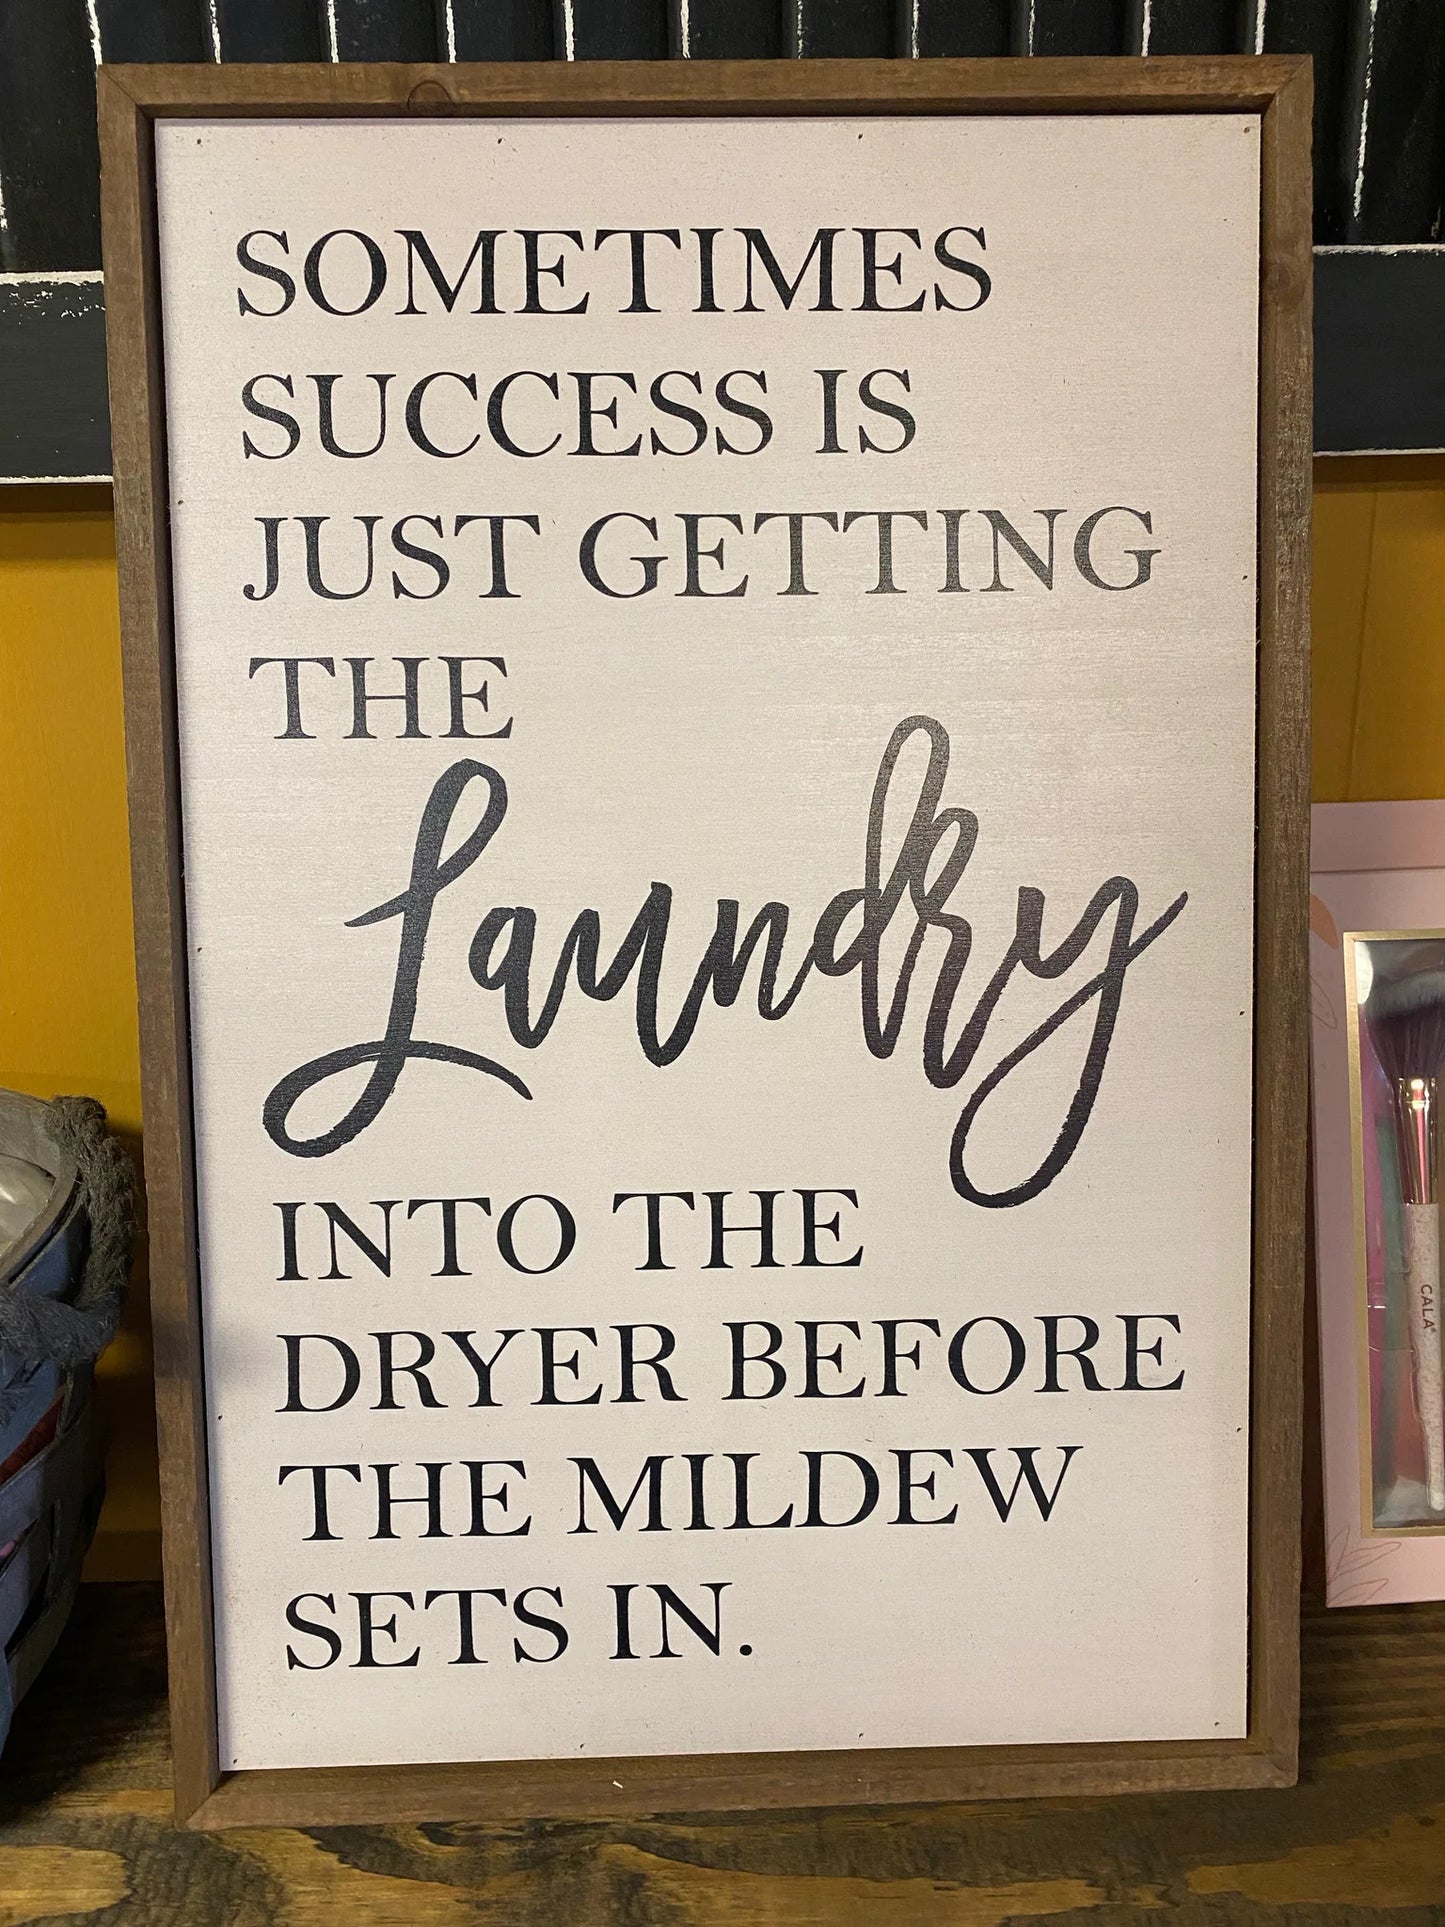 SOMETIMES
SUCCESS IS
JUST GETTING
THE
Laundry
INTO THE
DRYER BEFORE
THE MILDEW
SETS IN.
CALA